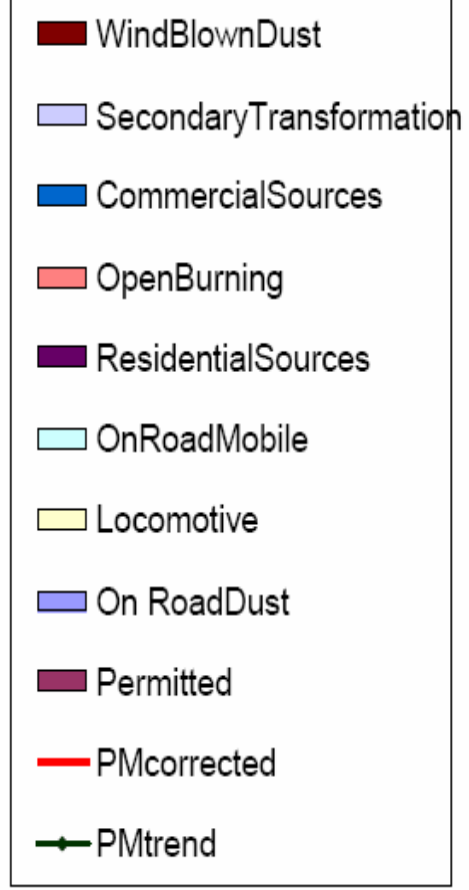 WindBlownDust
SecondaryTransformation
CommercialSources
OpenBurning
ResidentialSources
OnRoadMobile
Locomotive
On RoadDust
Permitted
PMcorrected
PMtrend